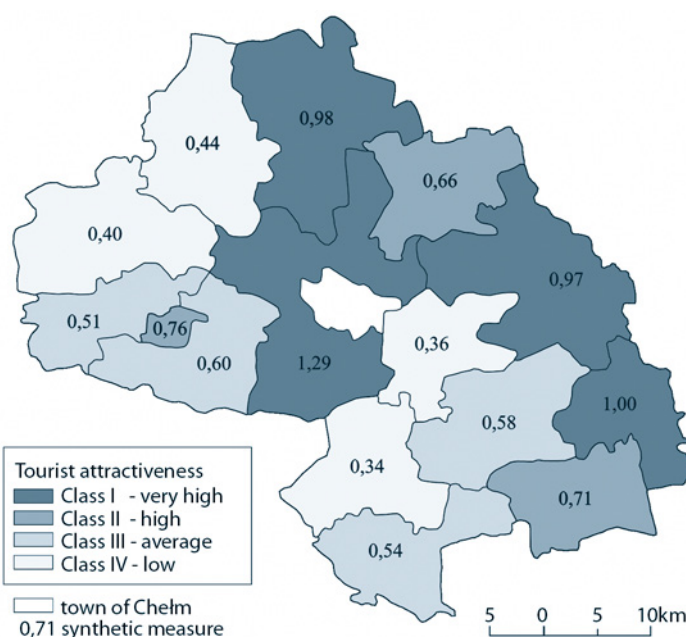 0,98
0,44
0,66
0,40
0,97
0,51
0,76
0,36
0,60
1,29
1,00
0,58
0,34
0,71
0,54
Tourist attractiveness
Class I - very high
Class II - high
Class III - average
Class IV - low
town of Chełm
0,71 synthetic measure
5 0 5 10km